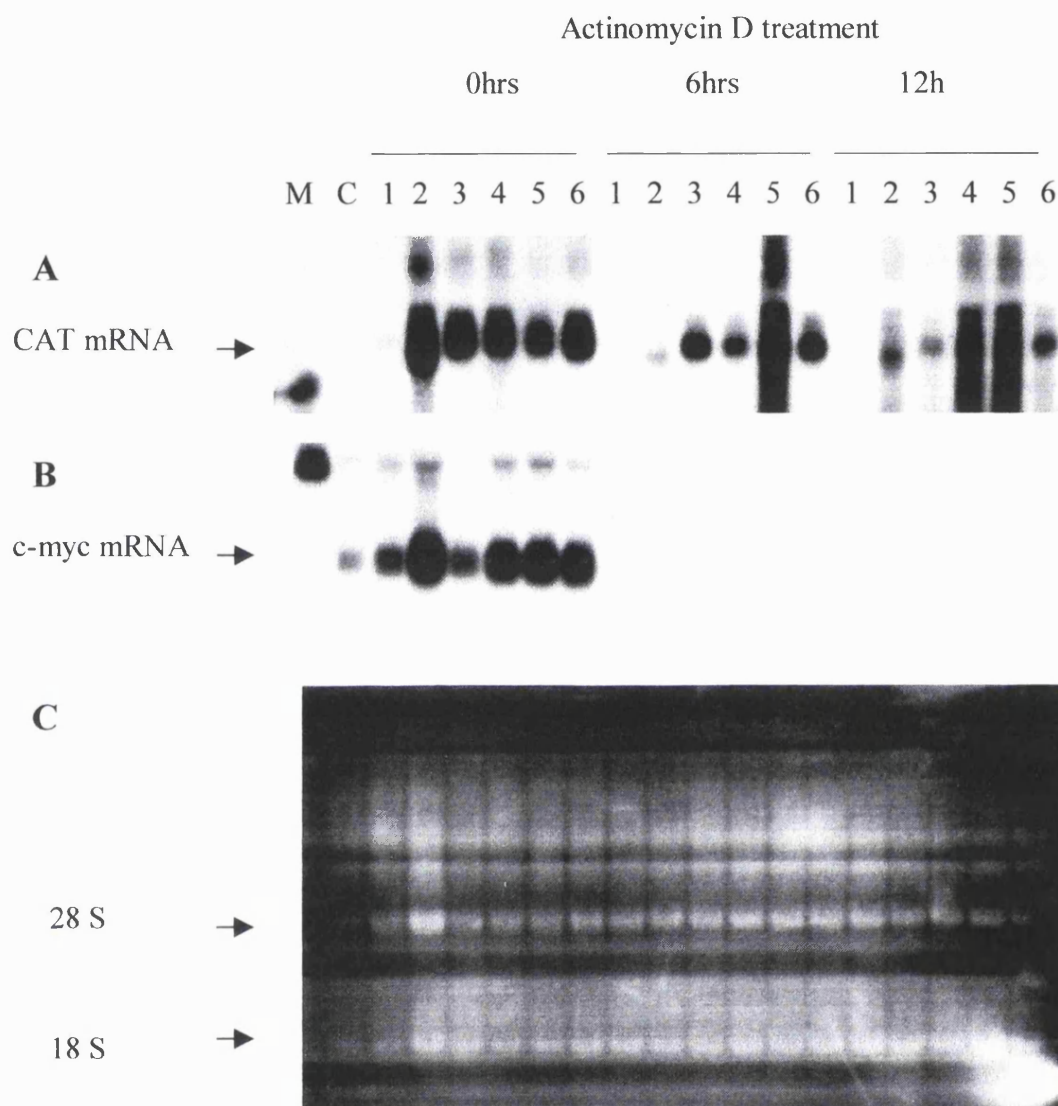 Actinomycin D treatment
0hrs 6hrs 12h
M C 1 2 3 4 5 6 1 2 3 4 5 6 1 2 3 4 5 6
A
CAT mRNA
B
c-myc mRNA
C
28 S
18 S